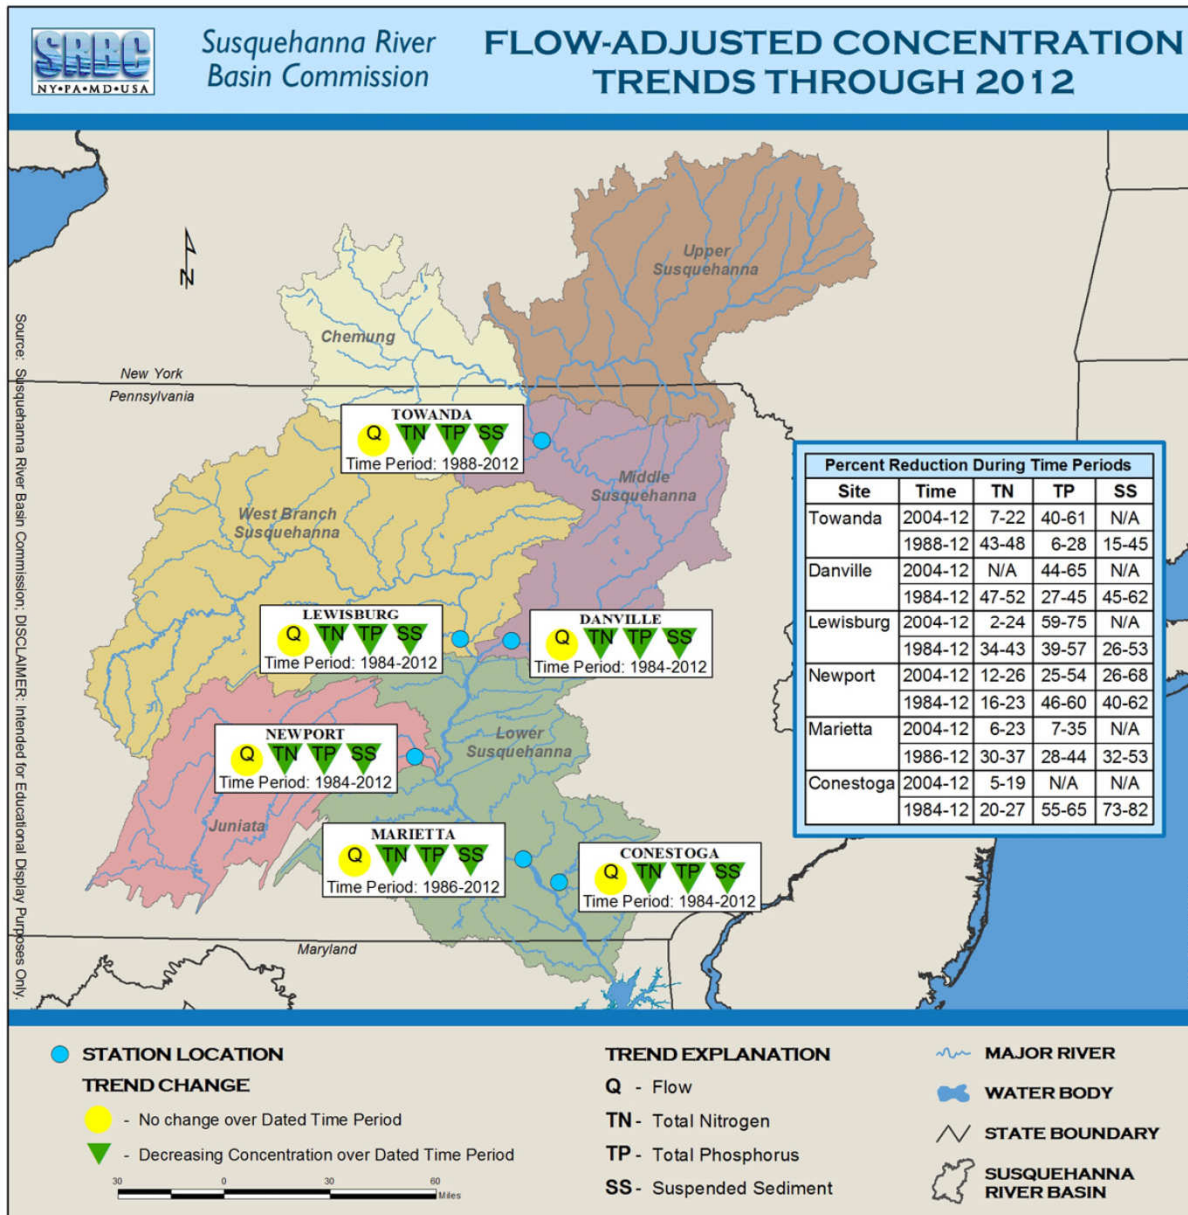 SRBC
NY•PA•MD•USA
Susquehanna River
Basin Commission
FLOW-ADJUSTED CONCENTRATION
TRENDS THROUGH 2012
Upper
Susquehanna
N
Chemung
New York
Pennsylvania
TOWANDA
Q TN TP SS
Time Period: 1988-2012
Middle
Susquehanna
West Branch
Susquehanna
LEWISBURG
Q TN TP SS
Time Period: 1984-2012
DANVILLE
Q TN TP SS
Time Period: 1984-2012
NEWPORT
Q TN TP SS
Time Period: 1984-2012
Lower
Susquehanna
Juniata
MARIETTA
Q TN TP SS
Time Period: 1986-2012
CONESTOGA
Q TN TP SS
Time Period: 1984-2012
Maryland
Source: Susquehanna River Basin Commission; DISCLAIMER: Intended for Educational Display Purposes Only.
Percent Reduction During Time Periods
Site Time TN TP SS
Towanda 2004-12 7-22 40-61 N/A
1988-12 43-48 6-28 15-45
Danville 2004-12 N/A 44-65 N/A
1984-12 47-52 27-45 45-62
Lewisburg 2004-12 2-24 59-75 N/A
1984-12 34-43 39-57 26-53
Newport 2004-12 12-26 25-54 26-68
1984-12 16-23 46-60 40-62
Marietta 2004-12 6-23 7-35 N/A
1986-12 30-37 28-44 32-53
Conestoga 2004-12 5-19 N/A N/A
1984-12 20-27 55-65 73-82
STATION LOCATION
TREND CHANGE
- No change over Dated Time Period
- Decreasing Concentration over Dated Time Period
30 0 30 60
Miles
TREND EXPLANATION
Q - Flow
TN - Total Nitrogen
TP - Total Phosphorus
SS - Suspended Sediment
MAJOR RIVER
WATER BODY
STATE BOUNDARY
SUSQUEHANNA
RIVER BASIN